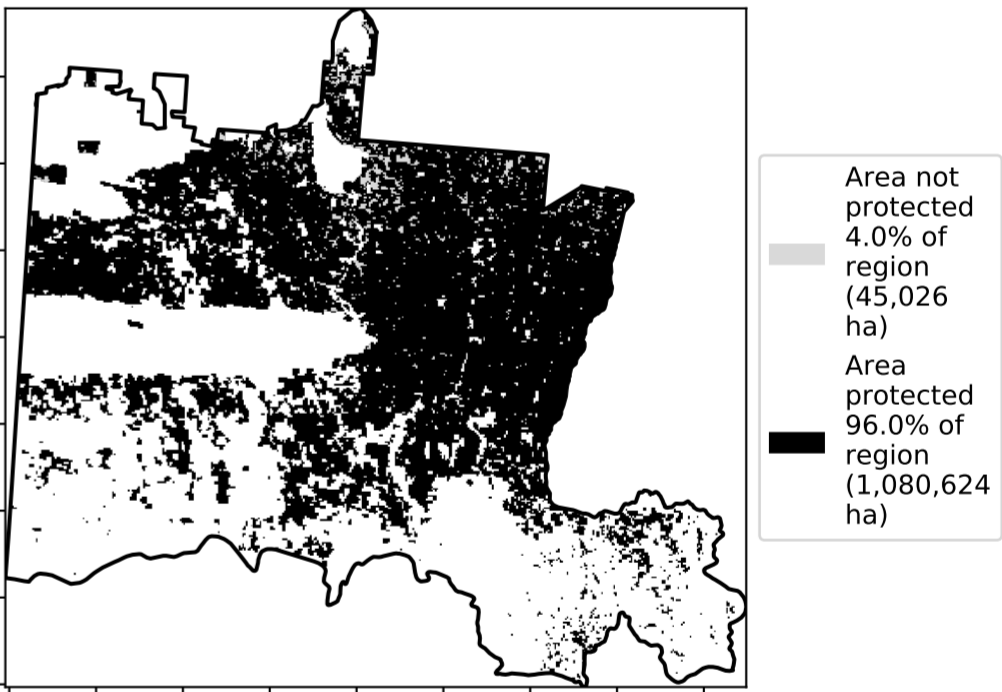 Area not
protected
4.0% of
region
(45,026
ha)
Area
protected
96.0% of
region
(1,080,624
ha)